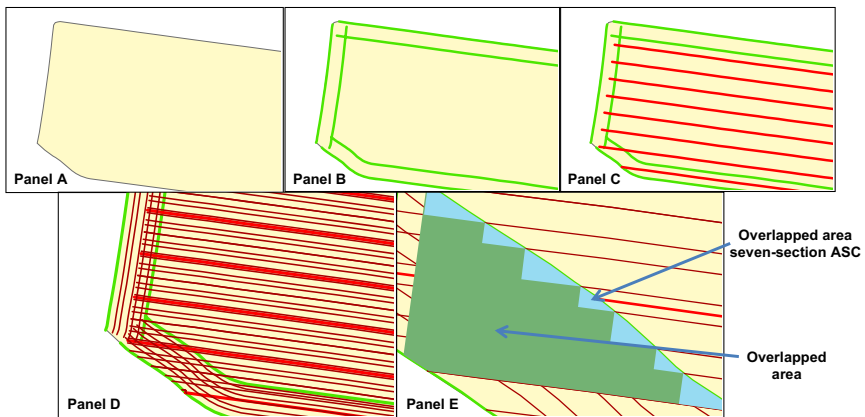 Panel A
Panel B
Panel C
Panel D
Panel E
Overlapped area
seven-section ASC
Overlapped
area